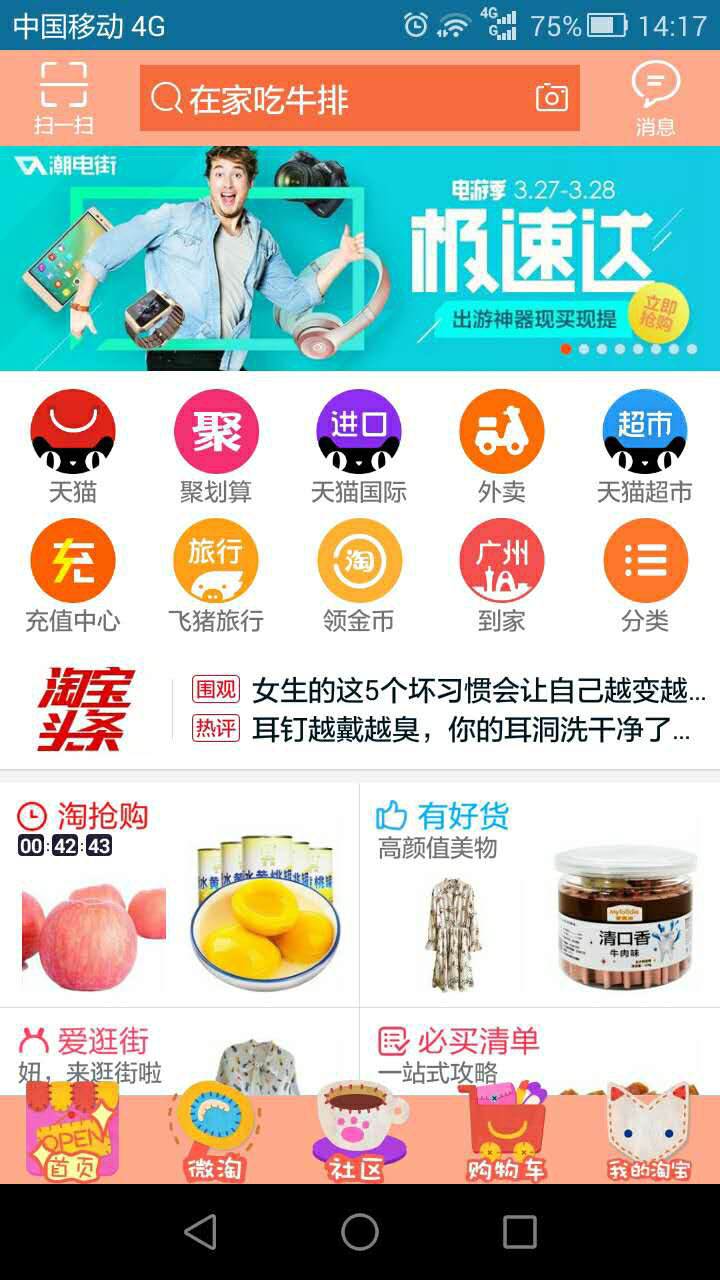 中国移动 4G
4G
G
75%
14:17
扫一扫
在家吃牛排
消息
潮电街
电游季 3.27-3.28
极速达
出游神器现买现提
立即
抢购
天猫
聚
聚划算
进口
天猫国际
外卖
超市
天猫超市
充
充值中心
旅行
飞猪旅行
淘
领金币
广州
到家
分类
淘宝
头条
围观 女生的这5个坏习惯会让自己越变越...
热评 耳钉越戴越臭，你的耳洞洗干净了...
淘抢购
00:42:43
有好货
高颜值美物
清口香
牛肉味
爱逛街
妞，来逛街啦
必买清单
一站式攻略
OPEN
首页
微淘
社区
购物车
我的淘宝